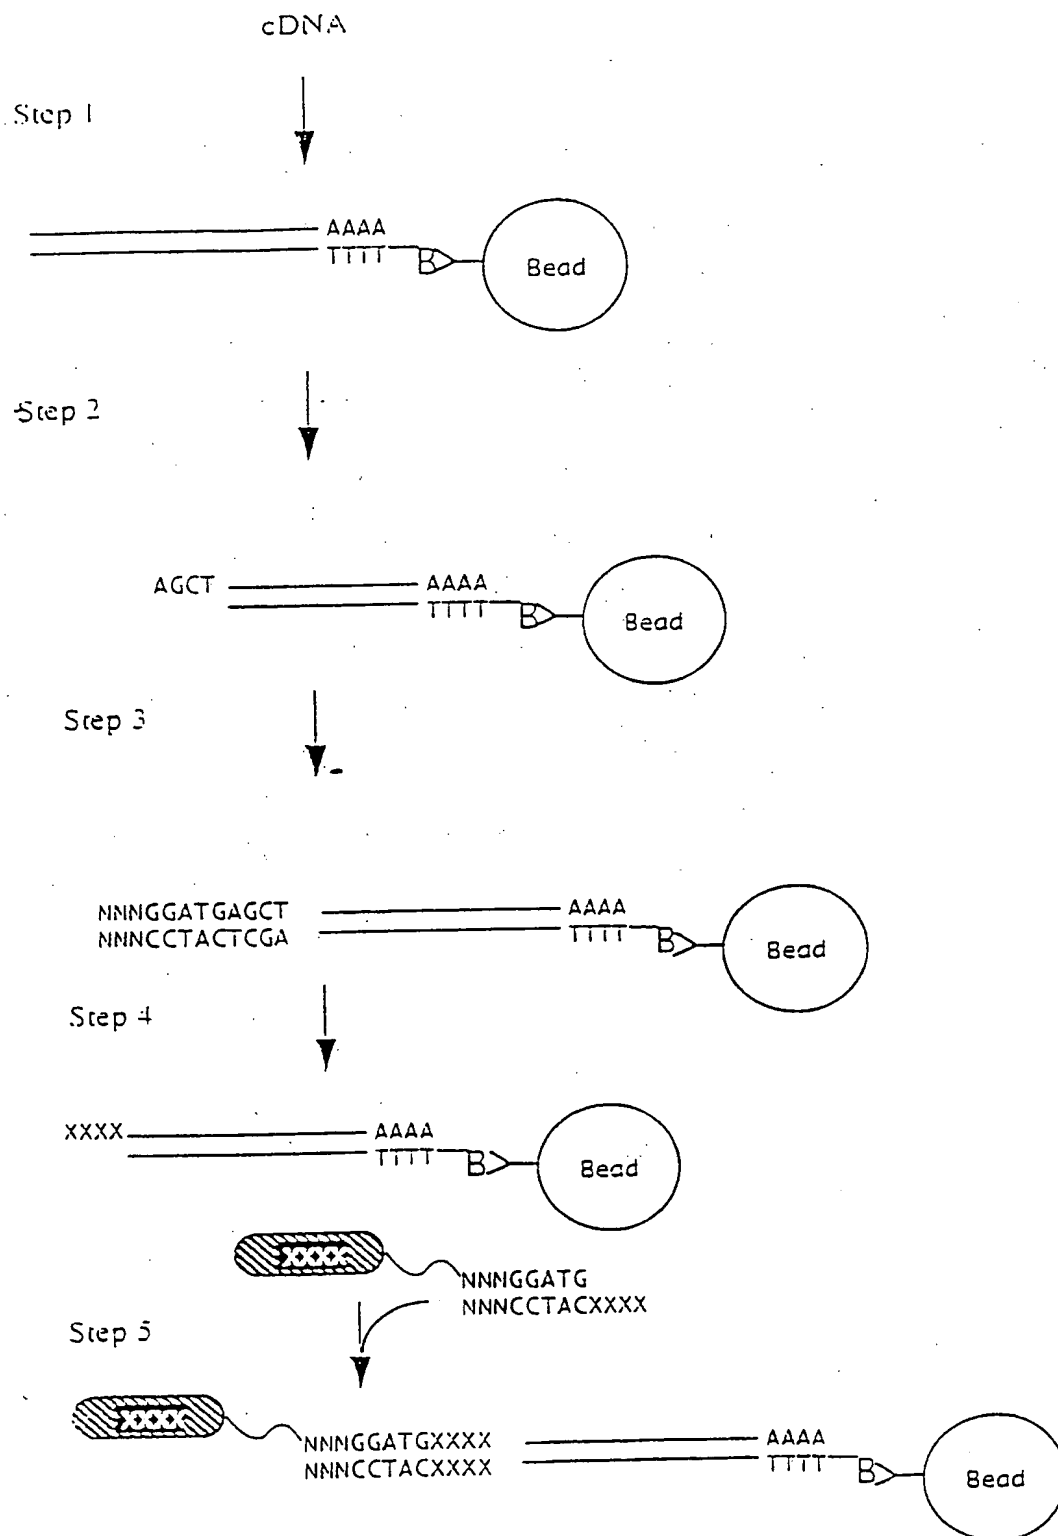 cDNA
Step 1
AAAA
TTTT
B
Bead
Step 2
AGCT
AAAA
TTTT
B
Bead
Step 3
NNNGGATGAGCT
AAAA
NNNCCTACTCGA
TTTT
B
Bead
Step 4
XXXX
AAAA
TTTT
B
Bead
XXXX
NNNGGATG
NNNCCTACXXXX
Step 5
XXXX
NNNGGATGXXXX
AAAA
NNNCCTACXXXX
TTTT
B
Bead